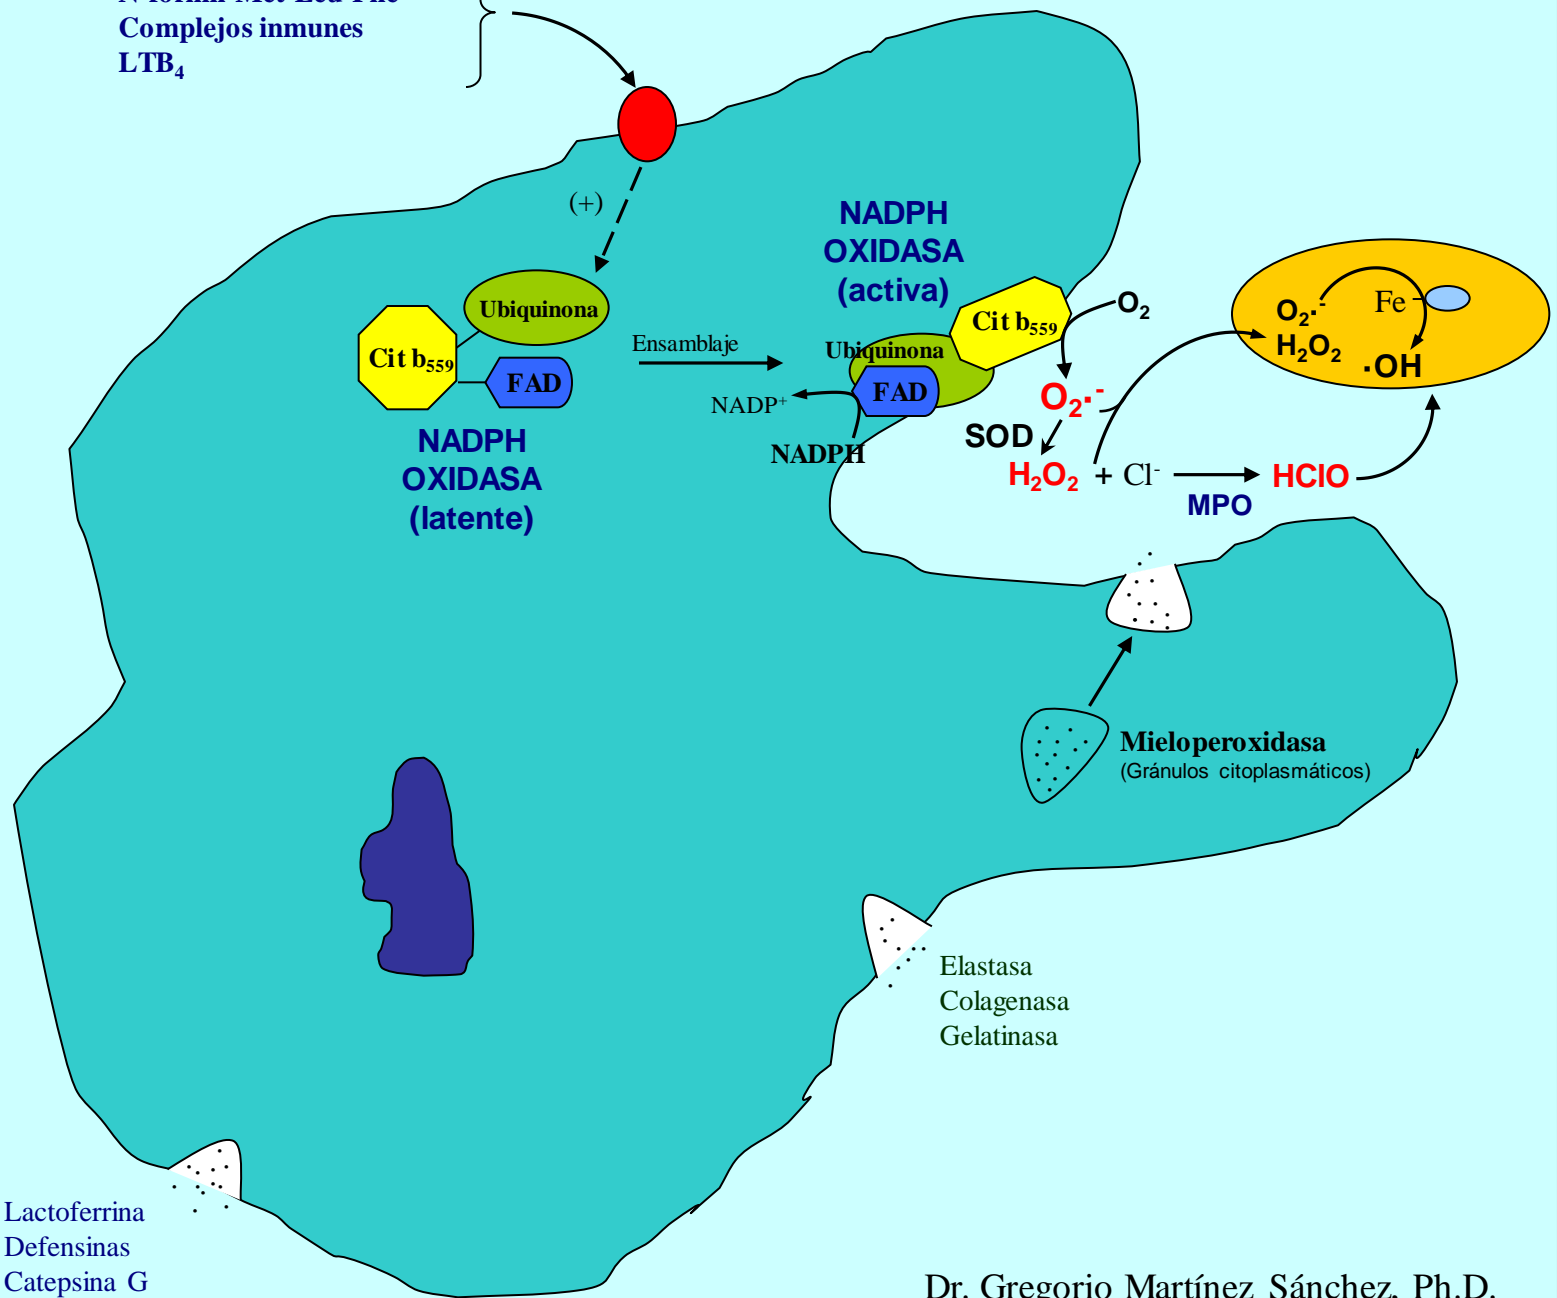 Complejos inmunes
LTB₄
(+)
NADPH
OXIDASA
(activa)
Ubiquinona
Cit b₅₅₉
FAD
NADPH
OXIDASA
(latente)
Ensamblaje
Ubiquinona
Cit b₅₅₉
FAD
NADP⁺
NADPH
O₂
O₂·⁻
SOD
H₂O₂ + Cl⁻
MPO
HClO
O₂·⁻
H₂O₂
Fe
·OH
Mieloperoxidasa
(Gránulos citoplasmáticos)
Elastasa
Colagenasa
Gelatinasa
Lactoferrina
Defensinas
Catepsina G
Dr. Gregorio Martínez Sánchez, Ph.D.